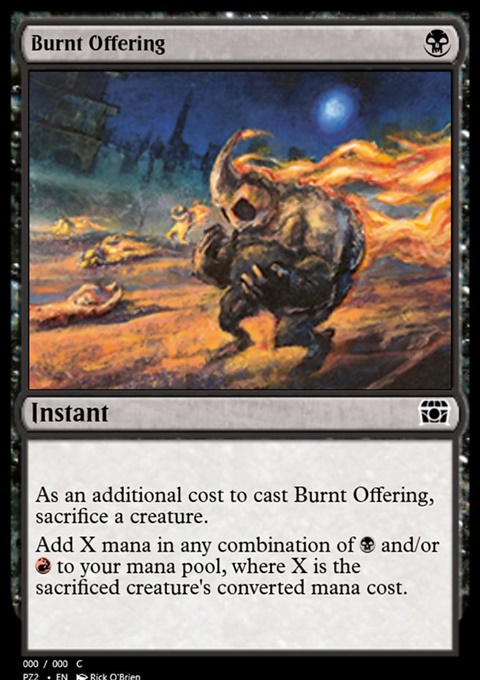 Burnt Offering
Instant
As an additional cost to cast Burnt Offering,
sacrifice a creature.
Add X mana in any combination of and/or
to your mana pool, where X is the
sacrificed creature's converted mana cost.
000 / 000 C
PZ2 • EN Rick O'Brien